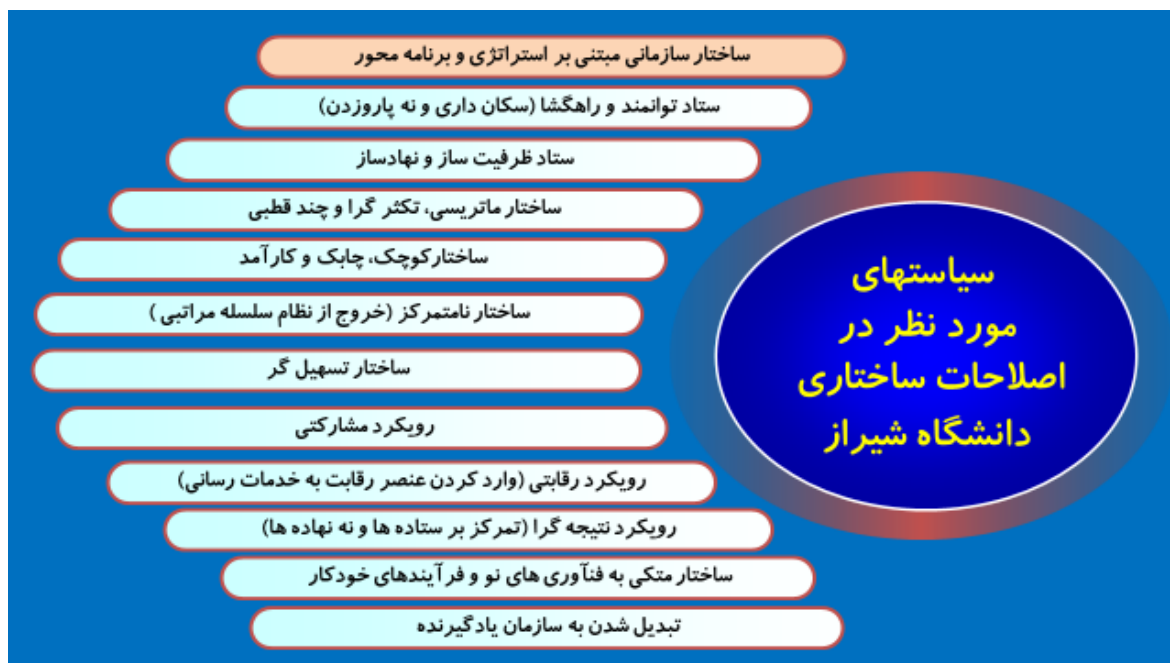 سیاستهای
مورد نظر در
اصلاحات ساختاری
دانشگاه شیراز
ساختار سازمانی مبتنی بر استراتژی و برنامه محور
ستاد توانمند و راهگشا (سکان داری و نه پاروزدن)
ستاد ظرفیت ساز و نهادساز
ساختار ماتریسی، تکثر گرا و چند قطبی
ساختارکوچک، چابک و کارآمد
ساختار نامتمرکز (خروج از نظام سلسله مراتبی )
ساختار تسهیل گر
رویکرد مشارکتی
رویکرد رقابتی (وارد کردن عنصر رقابت به خدمات رسانی)
رویکرد نتیجه گرا (تمرکز بر ستاده ها و نه نهاده ها)
ساختار متکی به فنآوری های نو و فرآیندهای خودکار
تبدیل شدن به سازمان یادگیرنده